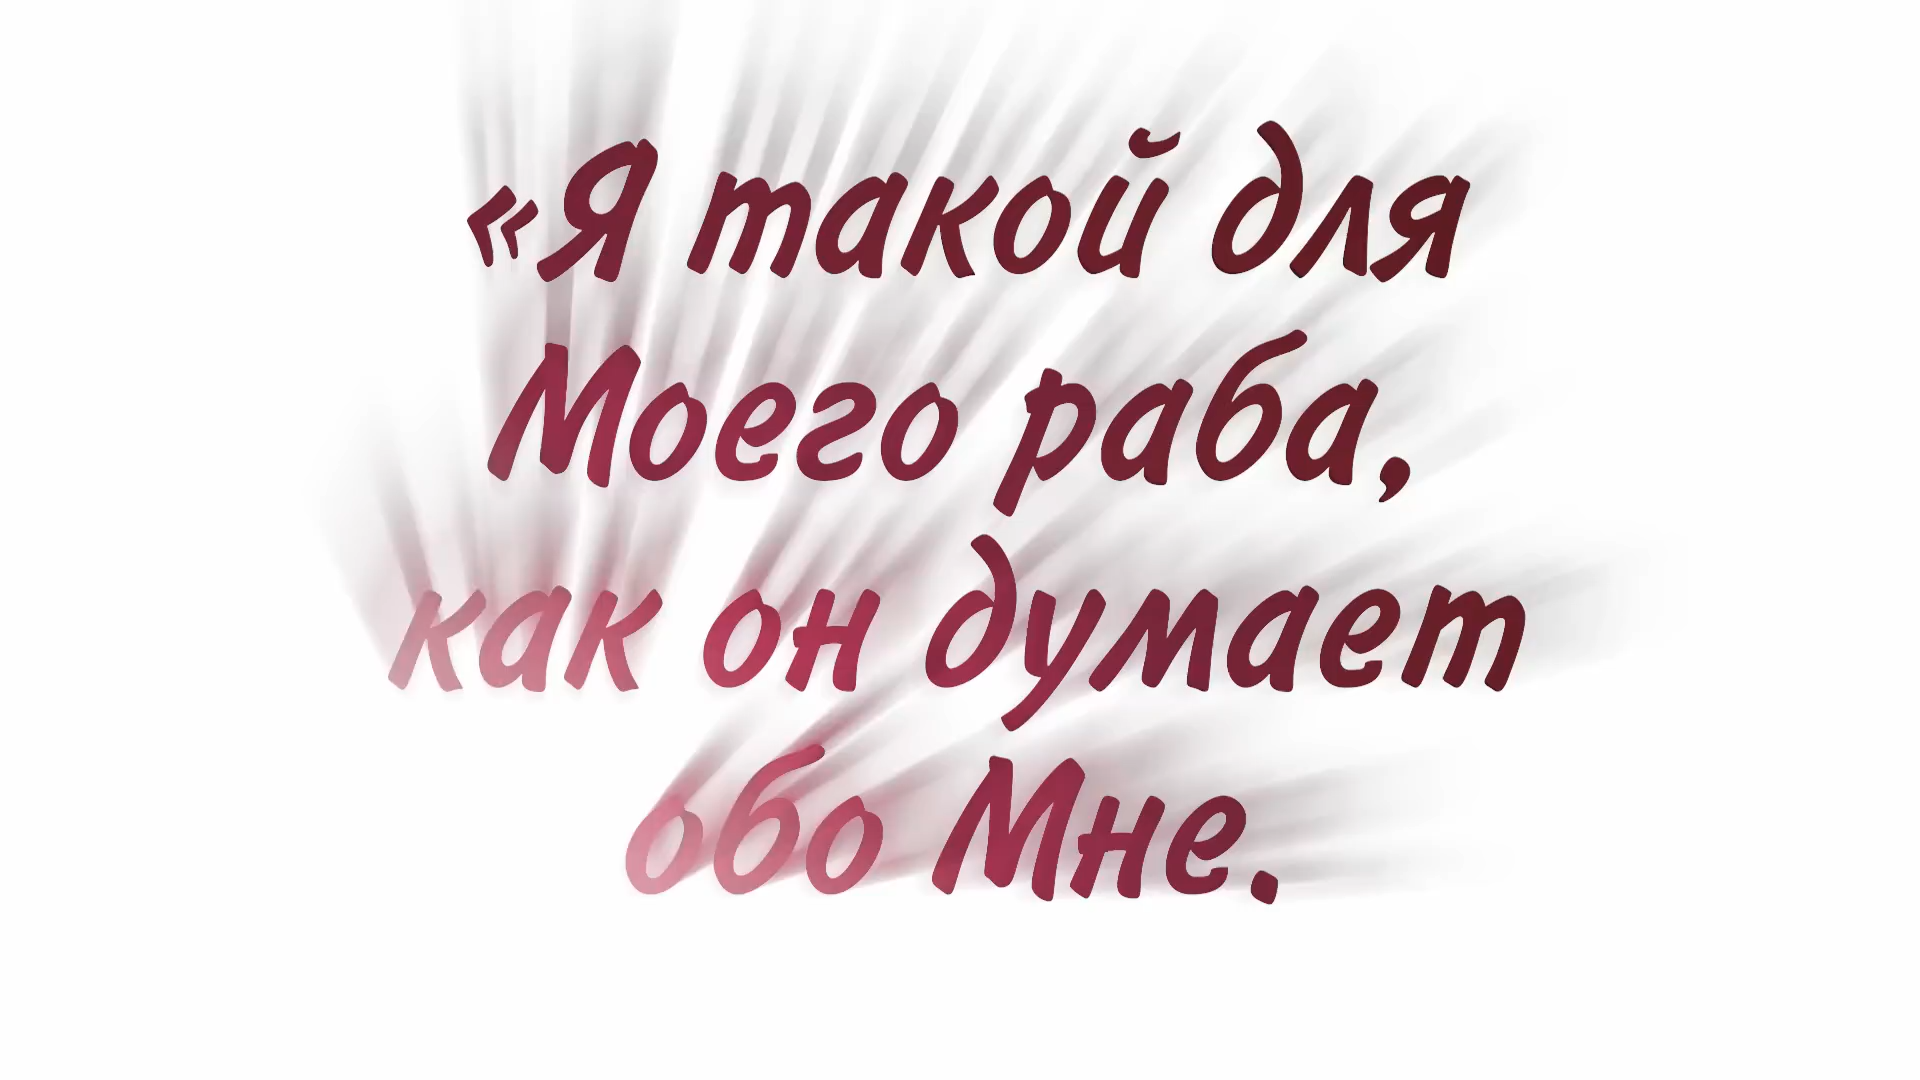 «Я такой для
Моего раба,
как он думает
обо Мне.